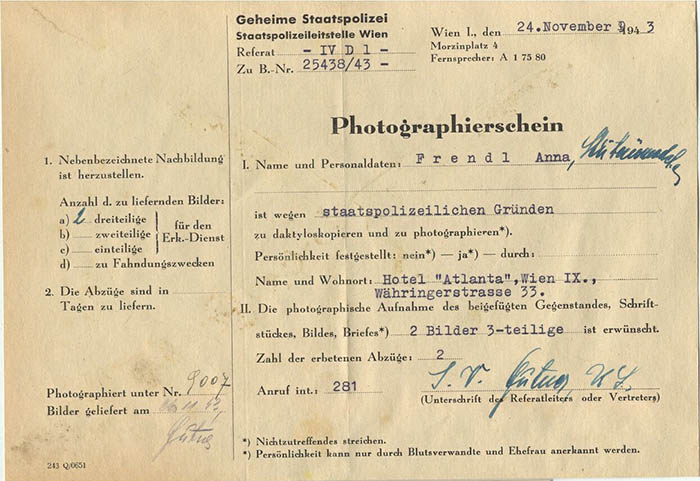 Geheime Staatspolizei
Staatspolizeileitstelle Wien
Referat - IV D 1 -
Zu B.-Nr. 25438/43 -
Wien I., den 24.November 1943
Morzinplatz 4
Fernsprecher: A 1 75 80
Photographierschein
1. Nebenbezeichnete Nachbildung
ist herzustellen.
Anzahl d. zu liefernden Bilder:
a) 2 dreiteilige
b) zweiteilige
c) einteilige
für den
Erk.-Dienst
d) zu Fahndungszwecken
2. Die Abzüge sind in
Tagen zu liefern.
Photographiert unter Nr. 9007
Bilder geliefert am
243 Q/0651
I. Name und Personaldaten: Frendl Anna,
ist wegen staatspolizeilichen Gründen
zu daktyloskopieren und zu photographieren*).
Persönlichkeit festgestellt: nein*) — ja*) — durch:
Name und Wohnort: Hotel "Atlanta", Wien IX.,
Währingerstrasse 33.
II. Die photographische Aufnahme des beigefügten Gegenstandes, Schrift-
stückes, Bildes, Briefes*) 2 Bilder 3-teilige ist erwünscht.
Zahl der erbetenen Abzüge: 2
Anruf int.: 281
(Unterschrift des Referatleiters oder Vertreters)
*) Nichtzutreffendes streichen.
*) Persönlichkeit kann nur durch Blutsverwandte und Ehefrau anerkannt werden.